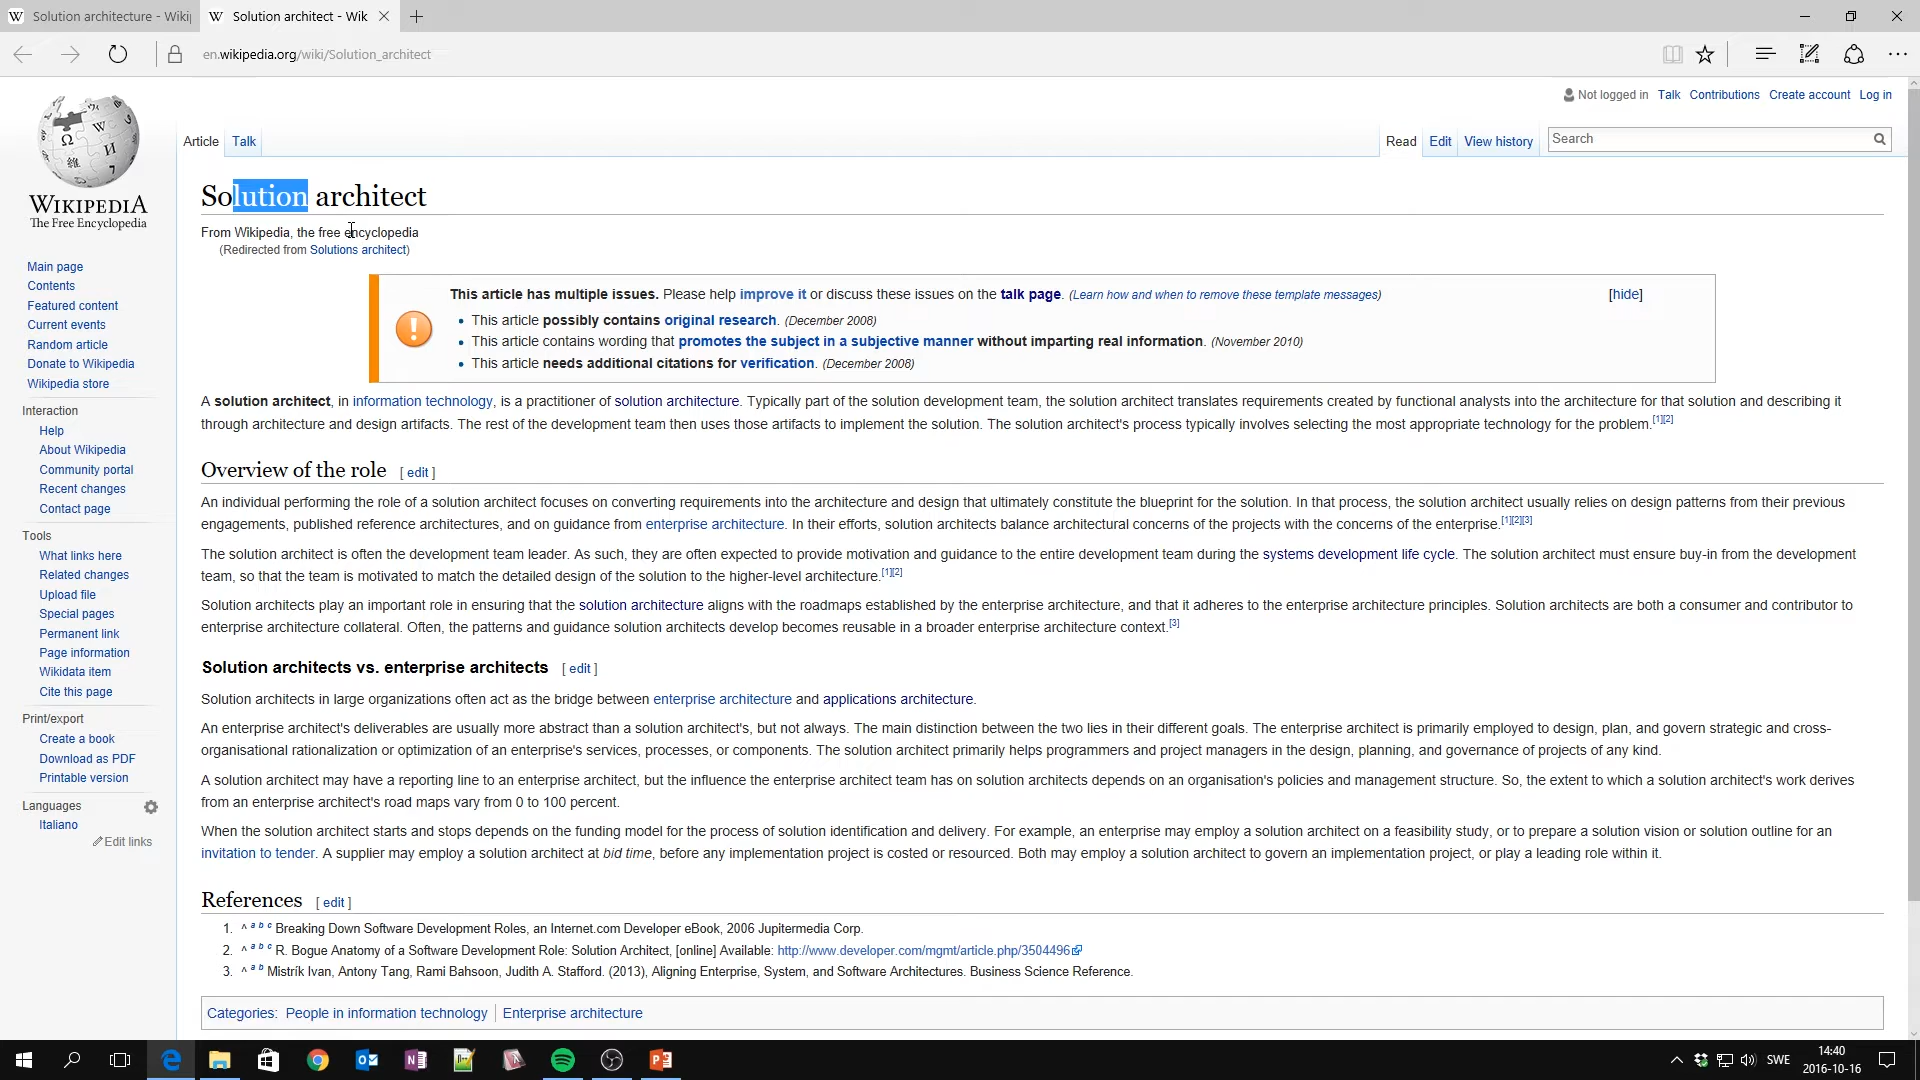 Solution architecture - Wiki
Solution architect - Wik
en.wikipedia.org/wiki/Solution_architect
Not logged in Talk Contributions Create account Log in
Article Talk
Read Edit View history
Search
WIKIPEDIA
The Free Encyclopedia
Main page
Contents
Featured content
Current events
Random article
Donate to Wikipedia
Wikipedia store
Interaction
Help
About Wikipedia
Community portal
Recent changes
Contact page
Tools
What links here
Related changes
Upload file
Special pages
Permanent link
Page information
Wikidata item
Cite this page
Print/export
Create a book
Download as PDF
Printable version
Languages
Italiano
Edit links
Solution architect
From Wikipedia, the free encyclopedia
(Redirected from Solutions architect)
This article has multiple issues. Please help improve it or discuss these issues on the talk page. (Learn how and when to remove these template messages) [hide]
• This article possibly contains original research. (December 2008)
• This article contains wording that promotes the subject in a subjective manner without imparting real information. (November 2010)
• This article needs additional citations for verification. (December 2008)
A solution architect, in information technology, is a practitioner of solution architecture. Typically part of the solution development team, the solution architect translates requirements created by functional analysts into the architecture for that solution and describing it
through architecture and design artifacts. The rest of the development team then uses those artifacts to implement the solution. The solution architect's process typically involves selecting the most appropriate technology for the problem.[1][2]
Overview of the role [ edit ]
An individual performing the role of a solution architect focuses on converting requirements into the architecture and design that ultimately constitute the blueprint for the solution. In that process, the solution architect usually relies on design patterns from their previous
engagements, published reference architectures, and on guidance from enterprise architecture. In their efforts, solution architects balance architectural concerns of the projects with the concerns of the enterprise.[1][2][3]
The solution architect is often the development team leader. As such, they are often expected to provide motivation and guidance to the entire development team during the systems development life cycle. The solution architect must ensure buy-in from the development
team, so that the team is motivated to match the detailed design of the solution to the higher-level architecture.[1][2]
Solution architects play an important role in ensuring that the solution architecture aligns with the roadmaps established by the enterprise architecture, and that it adheres to the enterprise architecture principles. Solution architects are both a consumer and contributor to
enterprise architecture collateral. Often, the patterns and guidance solution architects develop becomes reusable in a broader enterprise architecture context.[3]
Solution architects vs. enterprise architects [ edit ]
Solution architects in large organizations often act as the bridge between enterprise architecture and applications architecture.
An enterprise architect's deliverables are usually more abstract than a solution architect's, but not always. The main distinction between the two lies in their different goals. The enterprise architect is primarily employed to design, plan, and govern strategic and cross-
organisational rationalization or optimization of an enterprise's services, processes, or components. The solution architect primarily helps programmers and project managers in the design, planning, and governance of projects of any kind.
A solution architect may have a reporting line to an enterprise architect, but the influence the enterprise architect team has on solution architects depends on an organisation's policies and management structure. So, the extent to which a solution architect's work derives
from an enterprise architect's road maps vary from 0 to 100 percent.
When the solution architect starts and stops depends on the funding model for the process of solution identification and delivery. For example, an enterprise may employ a solution architect on a feasibility study, or to prepare a solution vision or solution outline for an
invitation to tender. A supplier may employ a solution architect at bid time, before any implementation project is costed or resourced. Both may employ a solution architect to govern an implementation project, or play a leading role within it.
References [ edit ]
1. ^ a b c Breaking Down Software Development Roles, an Internet.com Developer eBook, 2006 Jupitermedia Corp.
2. ^ a b c R. Bogue Anatomy of a Software Development Role: Solution Architect, [online] Available: http://www.developer.com/mgmt/article.php/3504496
3. ^ a b Mistrík Ivan, Antony Tang, Rami Bahsoon, Judith A. Stafford. (2013), Aligning Enterprise, System, and Software Architectures. Business Science Reference.
Categories: People in information technology | Enterprise architecture
SWE
14:40
2016-10-16